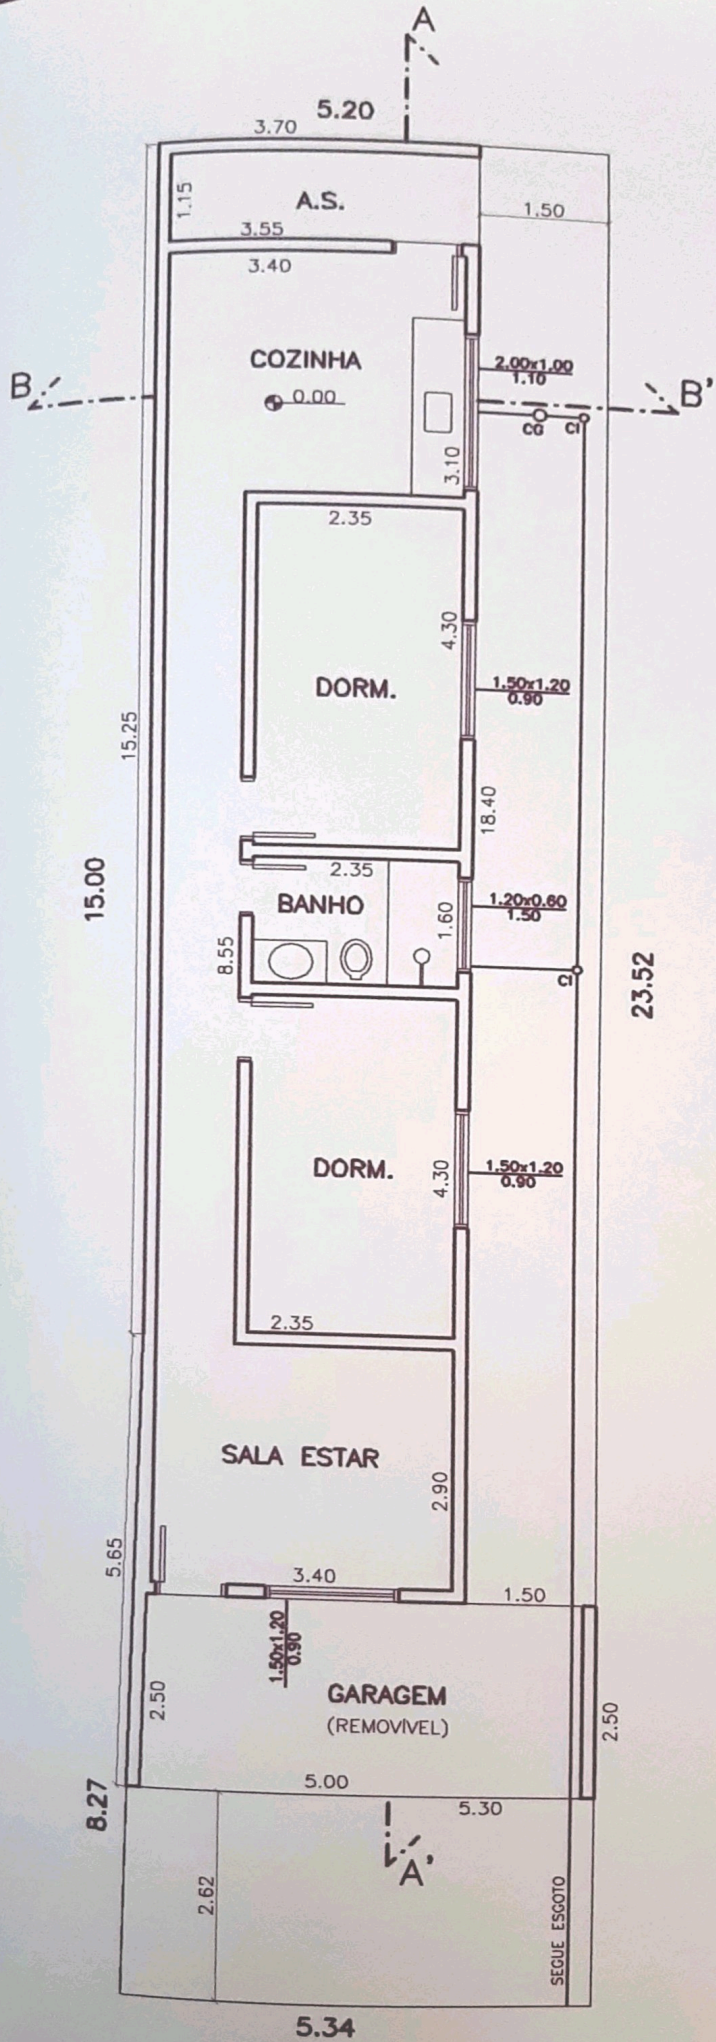 A
5.20
3.70
1.15
A.S.
1.50
3.55
3.40
COZINHA
0.00
2.00x1.00
1.10
B
B'
CG
CI
3.10
2.35
4.30
DORM.
1.50x1.20
0.90
15.25
18.40
15.00
2.35
BANHO
1.60
1.20x0.60
1.50
8.55
CI
23.52
DORM.
4.30
1.50x1.20
0.90
2.35
SALA ESTAR
2.90
5.65
3.40
1.50
1.50x1.20
0.90
2.50
GARAGEM
(REMOVÍVEL)
2.50
5.00
5.30
8.27
A'
2.62
SEGUE ESGOTO
5.34